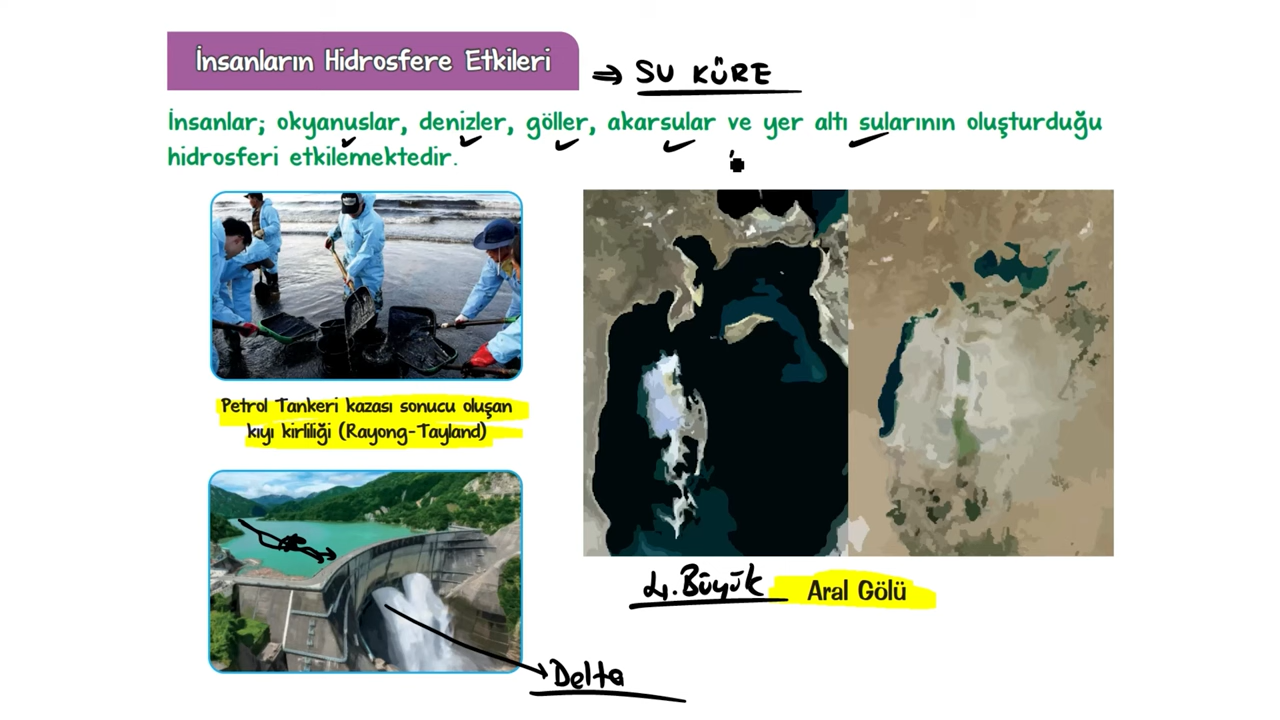 İnsanların Hidrosfere Etkileri
⇒ SU KÜRE
İnsanlar; okyanuslar, denizler, göller, akarsular ve yer altı sularının oluşturduğu
hidrosferi etkilemektedir.
Petrol Tankeri kazası sonucu oluşan
kıyı kirliliği (Rayong-Tayland)
4. Büyük Aral Gölü
Delta